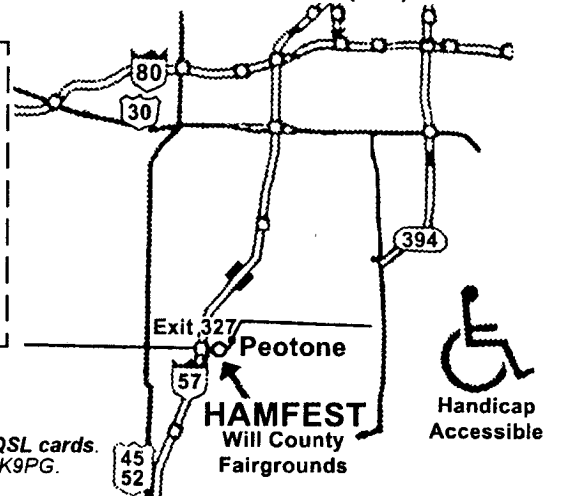 80
30
394
Exit 327
Peotone
57
HAMFEST
Will County
Fairgrounds
Handicap
Accessible
QSL cards.
K9PG.
45
52